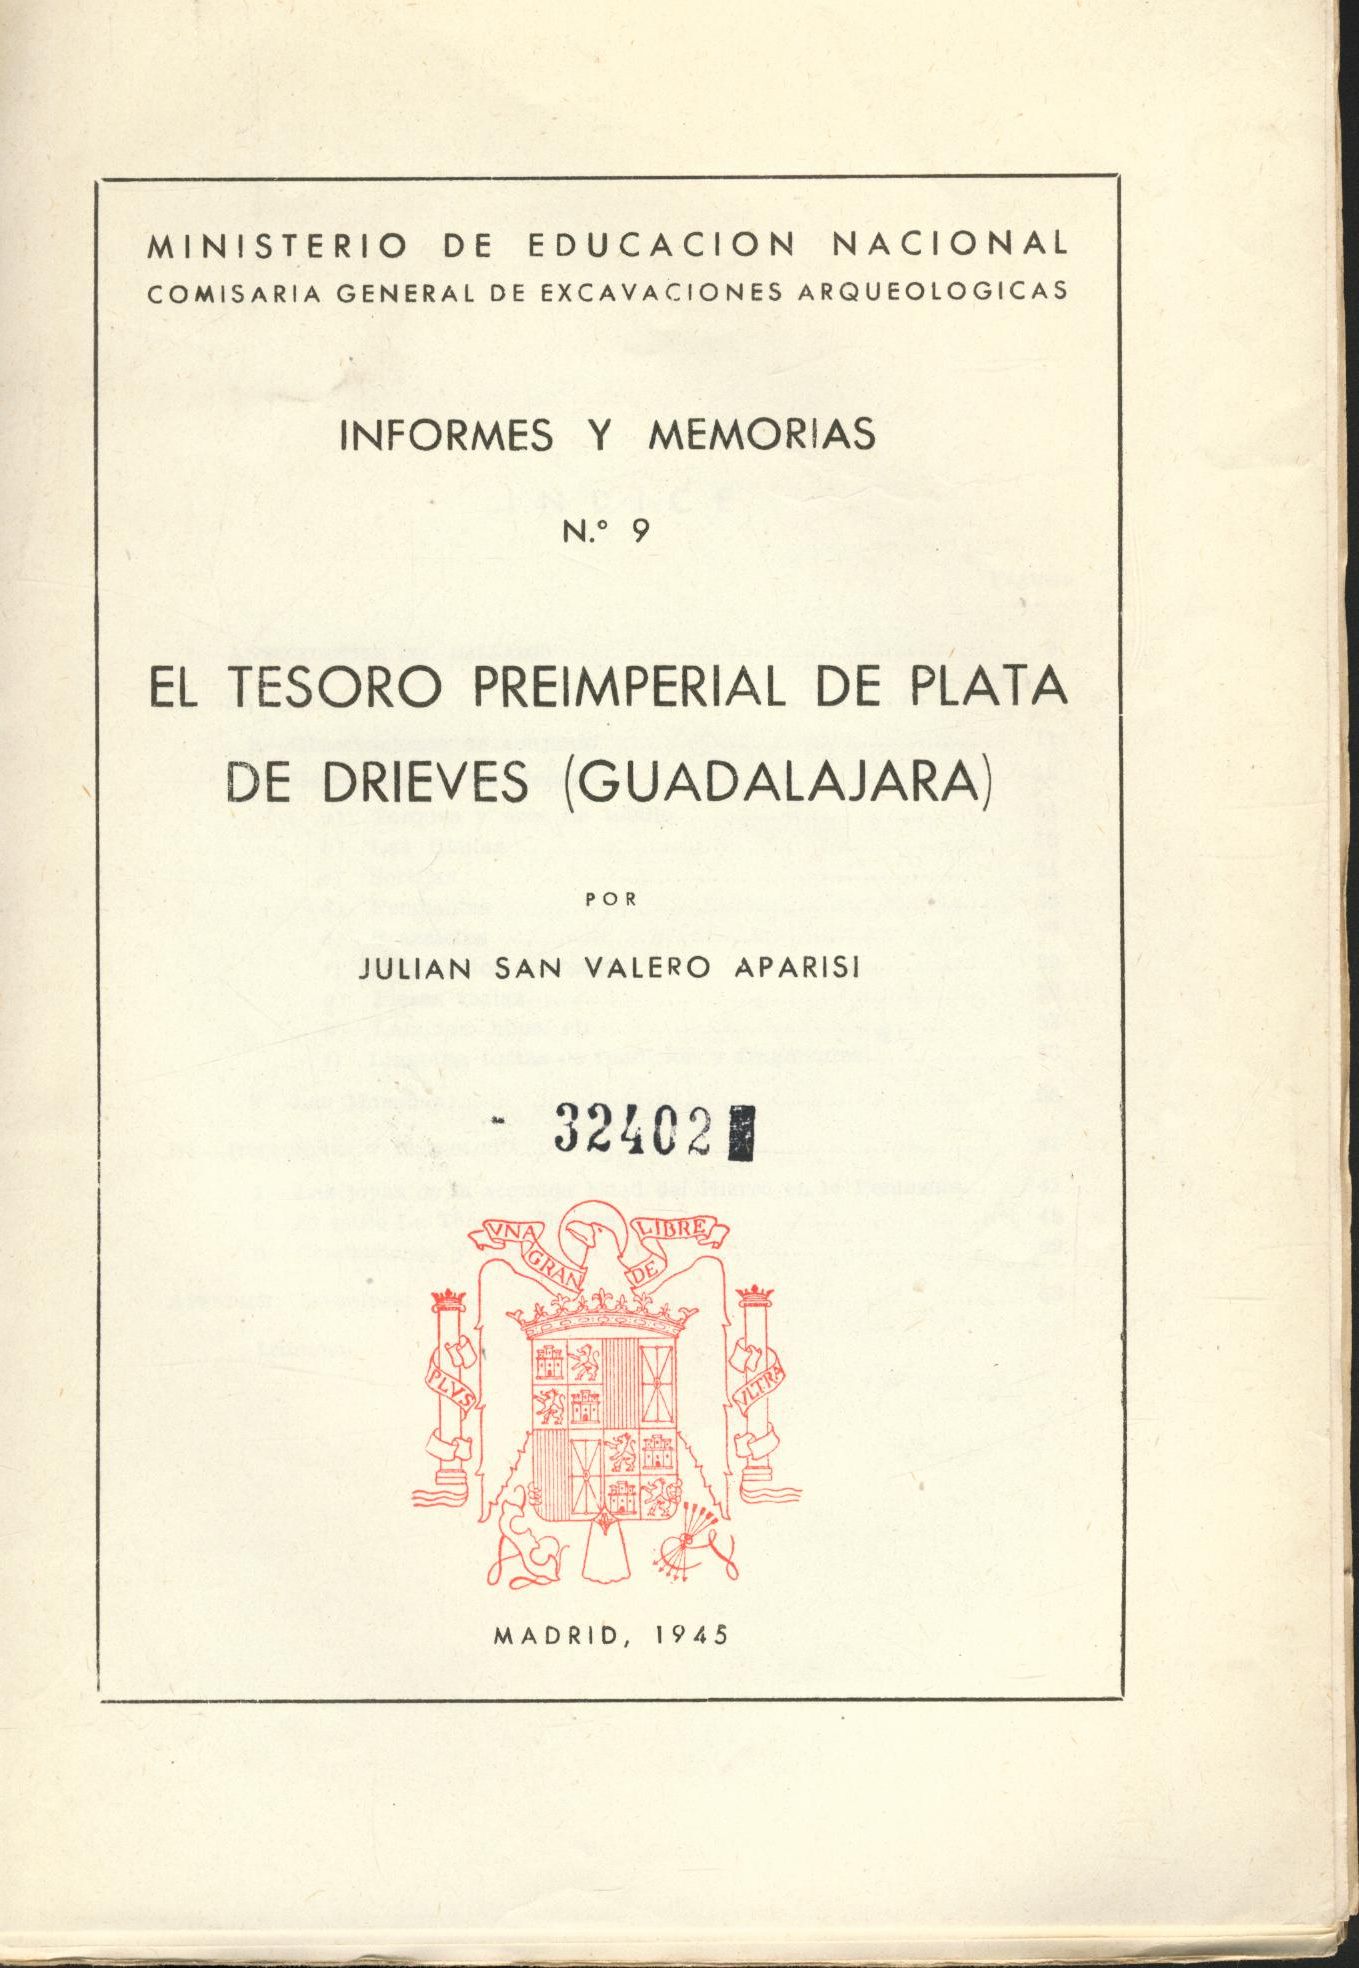 MINISTERIO DE EDUCACION NACIONAL
COMISARIA GENERAL DE EXCAVACIONES ARQUEOLOGICAS
INFORMES Y MEMORIAS
N.º 9
EL TESORO PREIMPERIAL DE PLATA
DE DRIEVES (GUADALAJARA)
POR
JULIAN SAN VALERO APARISI
- 32402
VNA GRANDE LIBRE
PLVS VLTRA
MADRID, 1945